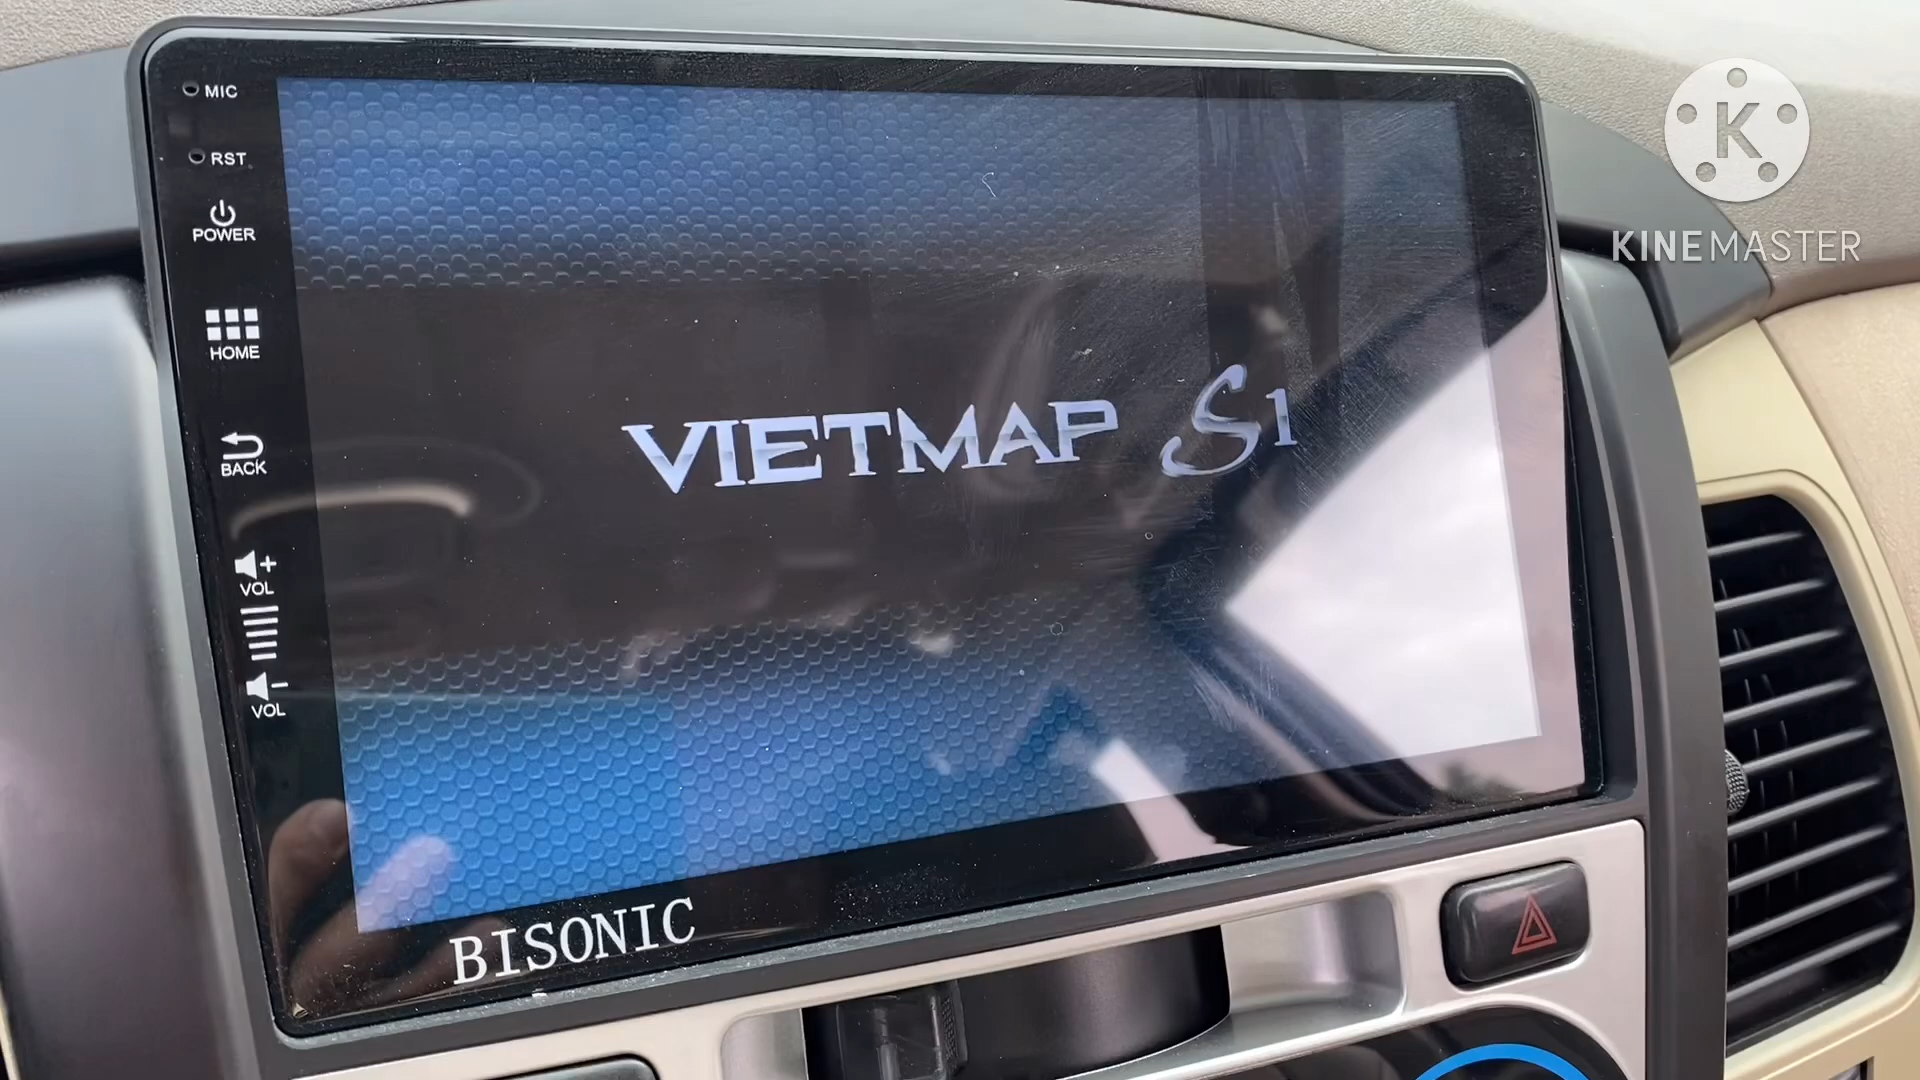 MIC
RST
POWER
HOME
BACK
VOL
VOL
VIETMAP S1
BISONIC
K
KINEMASTER